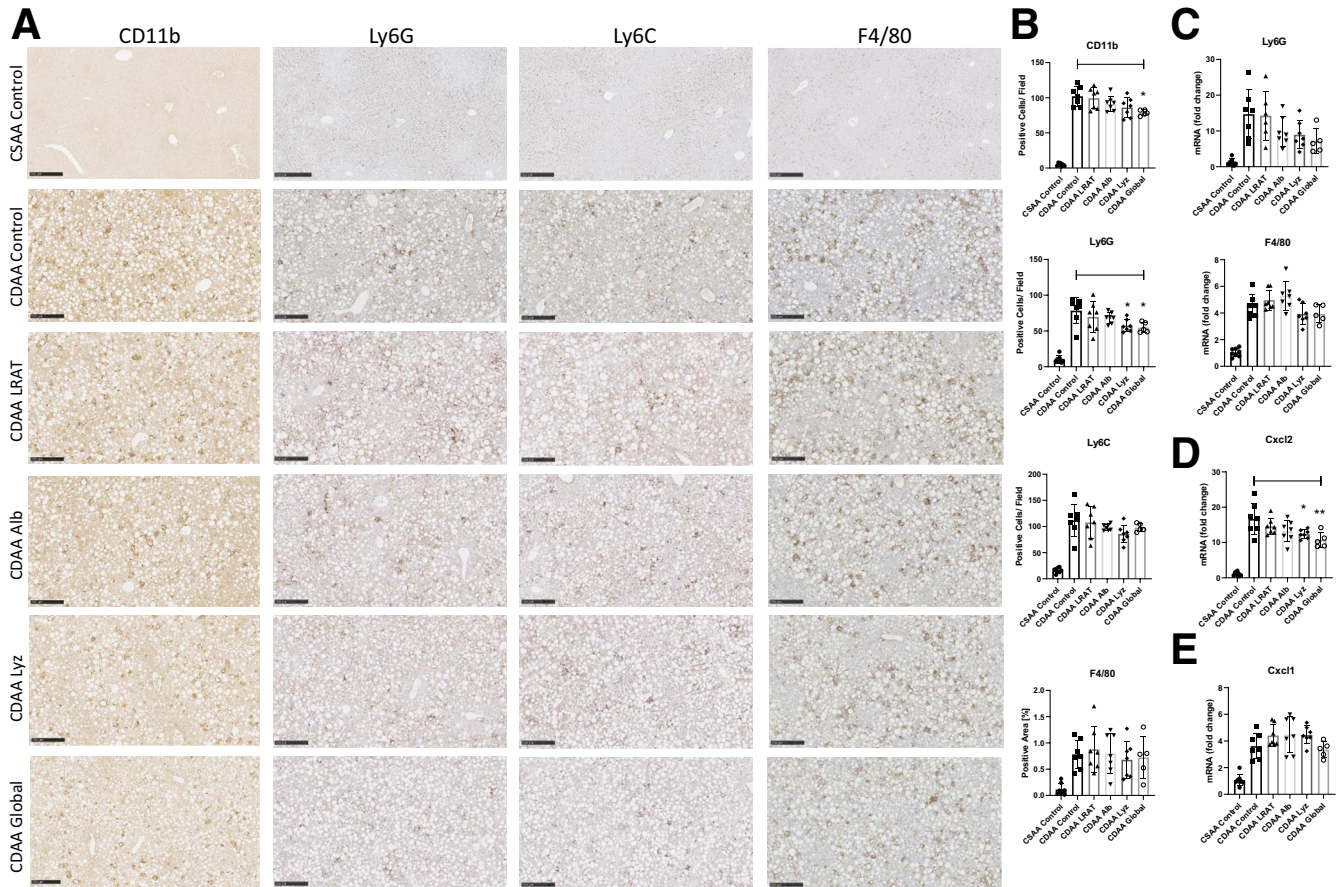 A
CD11b
Ly6G
Ly6C
F4/80
CSAA Control
CDAA Control
CDAA LRAT
CDAA Alb
CDAA Lyz
CDAA Global
B
CD11b
Positive Cells/ Field
150
100
50
0
*
CSAA Control
CDAA Control
CDAA LRAT
CDAA Alb
CDAA Lyz
CDAA Global
Ly6G
Positive Cells/ Field
150
100
50
0
* *
CSAA Control
CDAA Control
CDAA LRAT
CDAA Alb
CDAA Lyz
CDAA Global
Ly6C
Positive Cells/ Field
200
150
100
50
0
CSAA Control
CDAA Control
CDAA LRAT
CDAA Alb
CDAA Lyz
CDAA Global
F4/80
Positive Area [%]
2.0
1.5
1.0
0.5
0.0
CSAA Control
CDAA Control
CDAA LRAT
CDAA Alb
CDAA Lyz
CDAA Global
C
Ly6G
mRNA (fold change)
30
20
10
0
CSAA Control
CDAA Control
CDAA LRAT
CDAA Alb
CDAA Lyz
CDAA Global
F4/80
mRNA (fold change)
8
6
4
2
0
CSAA Control
CDAA Control
CDAA LRAT
CDAA Alb
CDAA Lyz
CDAA Global
D
Cxcl2
mRNA (fold change)
30
20
10
0
* **
CSAA Control
CDAA Control
CDAA LRAT
CDAA Alb
CDAA Lyz
CDAA Global
E
Cxcl1
mRNA (fold change)
8
6
4
2
0
CSAA Control
CDAA Control
CDAA LRAT
CDAA Alb
CDAA Lyz
CDAA Global